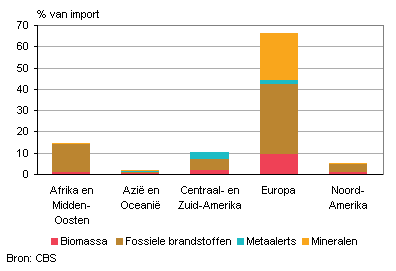 % van import
70
60
50
40
30
20
10
0
Afrika en
Midden-
Oosten
Azië en
Oceanië
Centraal- en
Zuid-Amerika
Europa
Noord-
Amerika
Biomassa
Fossiele brandstoffen
Metaalerts
Mineralen
Bron: CBS